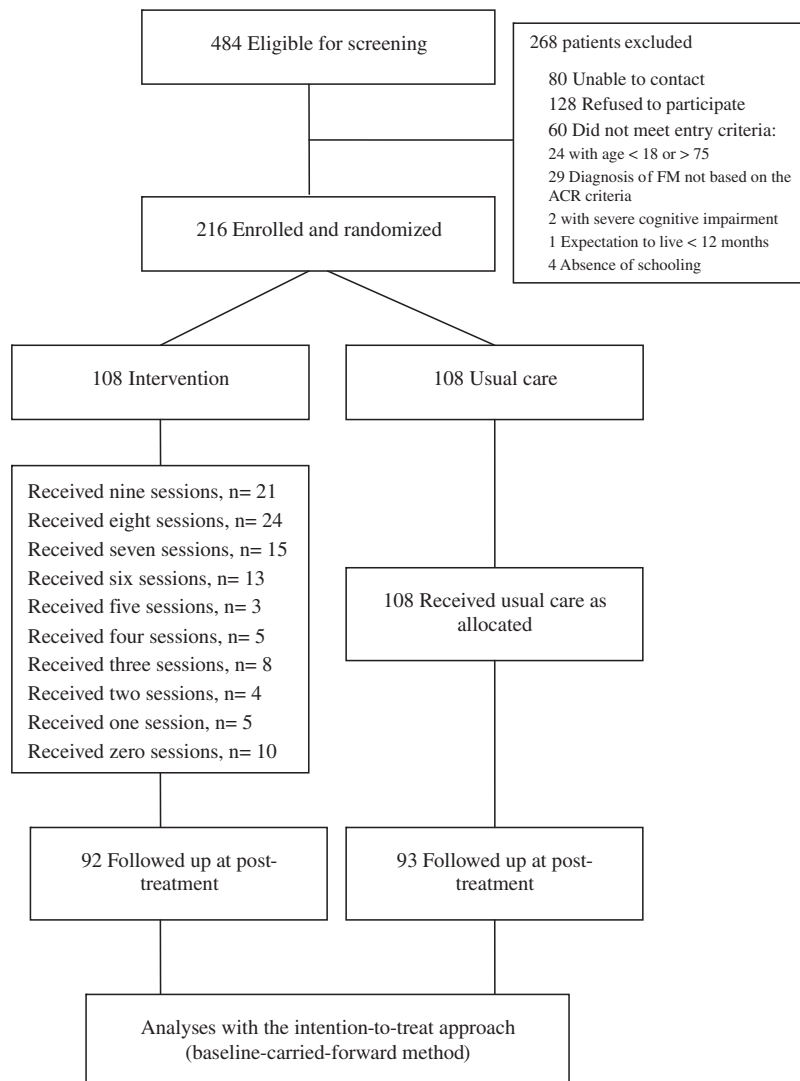 484 Eligible for screening
268 patients excluded
80 Unable to contact
128 Refused to participate
60 Did not meet entry criteria:
24 with age < 18 or > 75
29 Diagnosis of FM not based on the
ACR criteria
2 with severe cognitive impairment
1 Expectation to live < 12 months
4 Absence of schooling
216 Enrolled and randomized
108 Intervention
108 Usual care
Received nine sessions, n= 21
Received eight sessions, n= 24
Received seven sessions, n= 15
Received six sessions, n= 13
Received five sessions, n= 3
Received four sessions, n= 5
Received three sessions, n= 8
Received two sessions, n= 4
Received one session, n= 5
Received zero sessions, n= 10
108 Received usual care as
allocated
92 Followed up at post-
treatment
93 Followed up at post-
treatment
Analyses with the intention-to-treat approach
(baseline-carried-forward method)